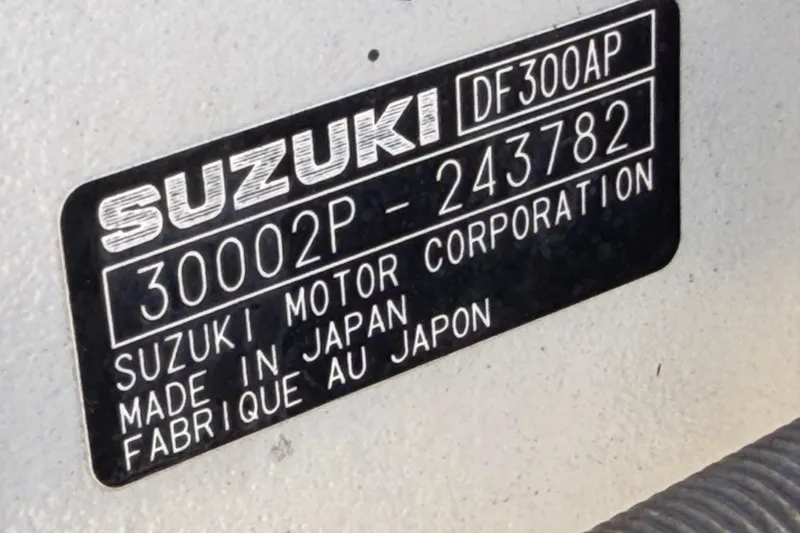 SUZUKI DF300AP
30002P - 243782
SUZUKI MOTOR CORPORATION
MADE IN JAPAN
FABRIQUE AU JAPON